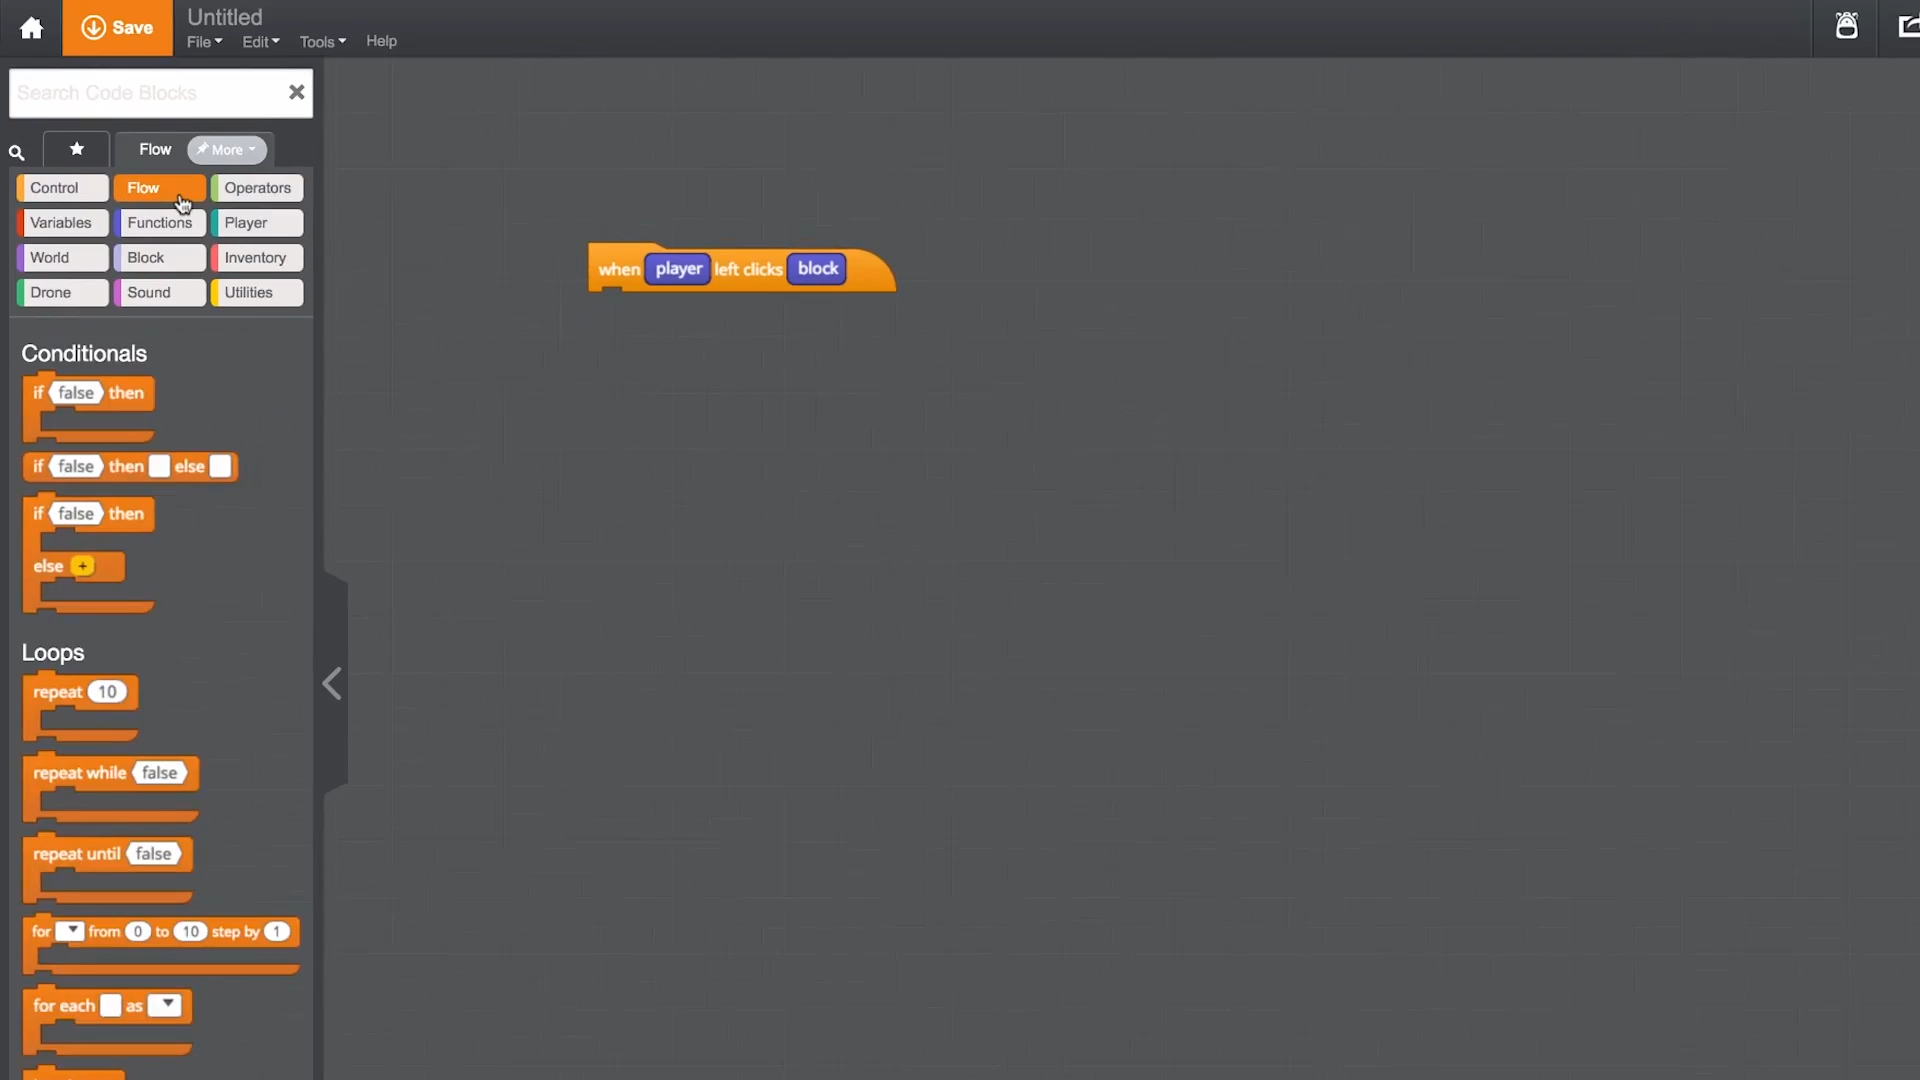 Save
Untitled
File Edit Tools Help
Search Code Blocks
Flow More
Control Flow Operators
Variables Functions Player
World Block Inventory
Drone Sound Utilities
Conditionals
if false then
if false then else
if false then
else +
Loops
repeat 10
repeat while false
repeat until false
for from 0 to 10 step by 1
for each as
when player left clicks block